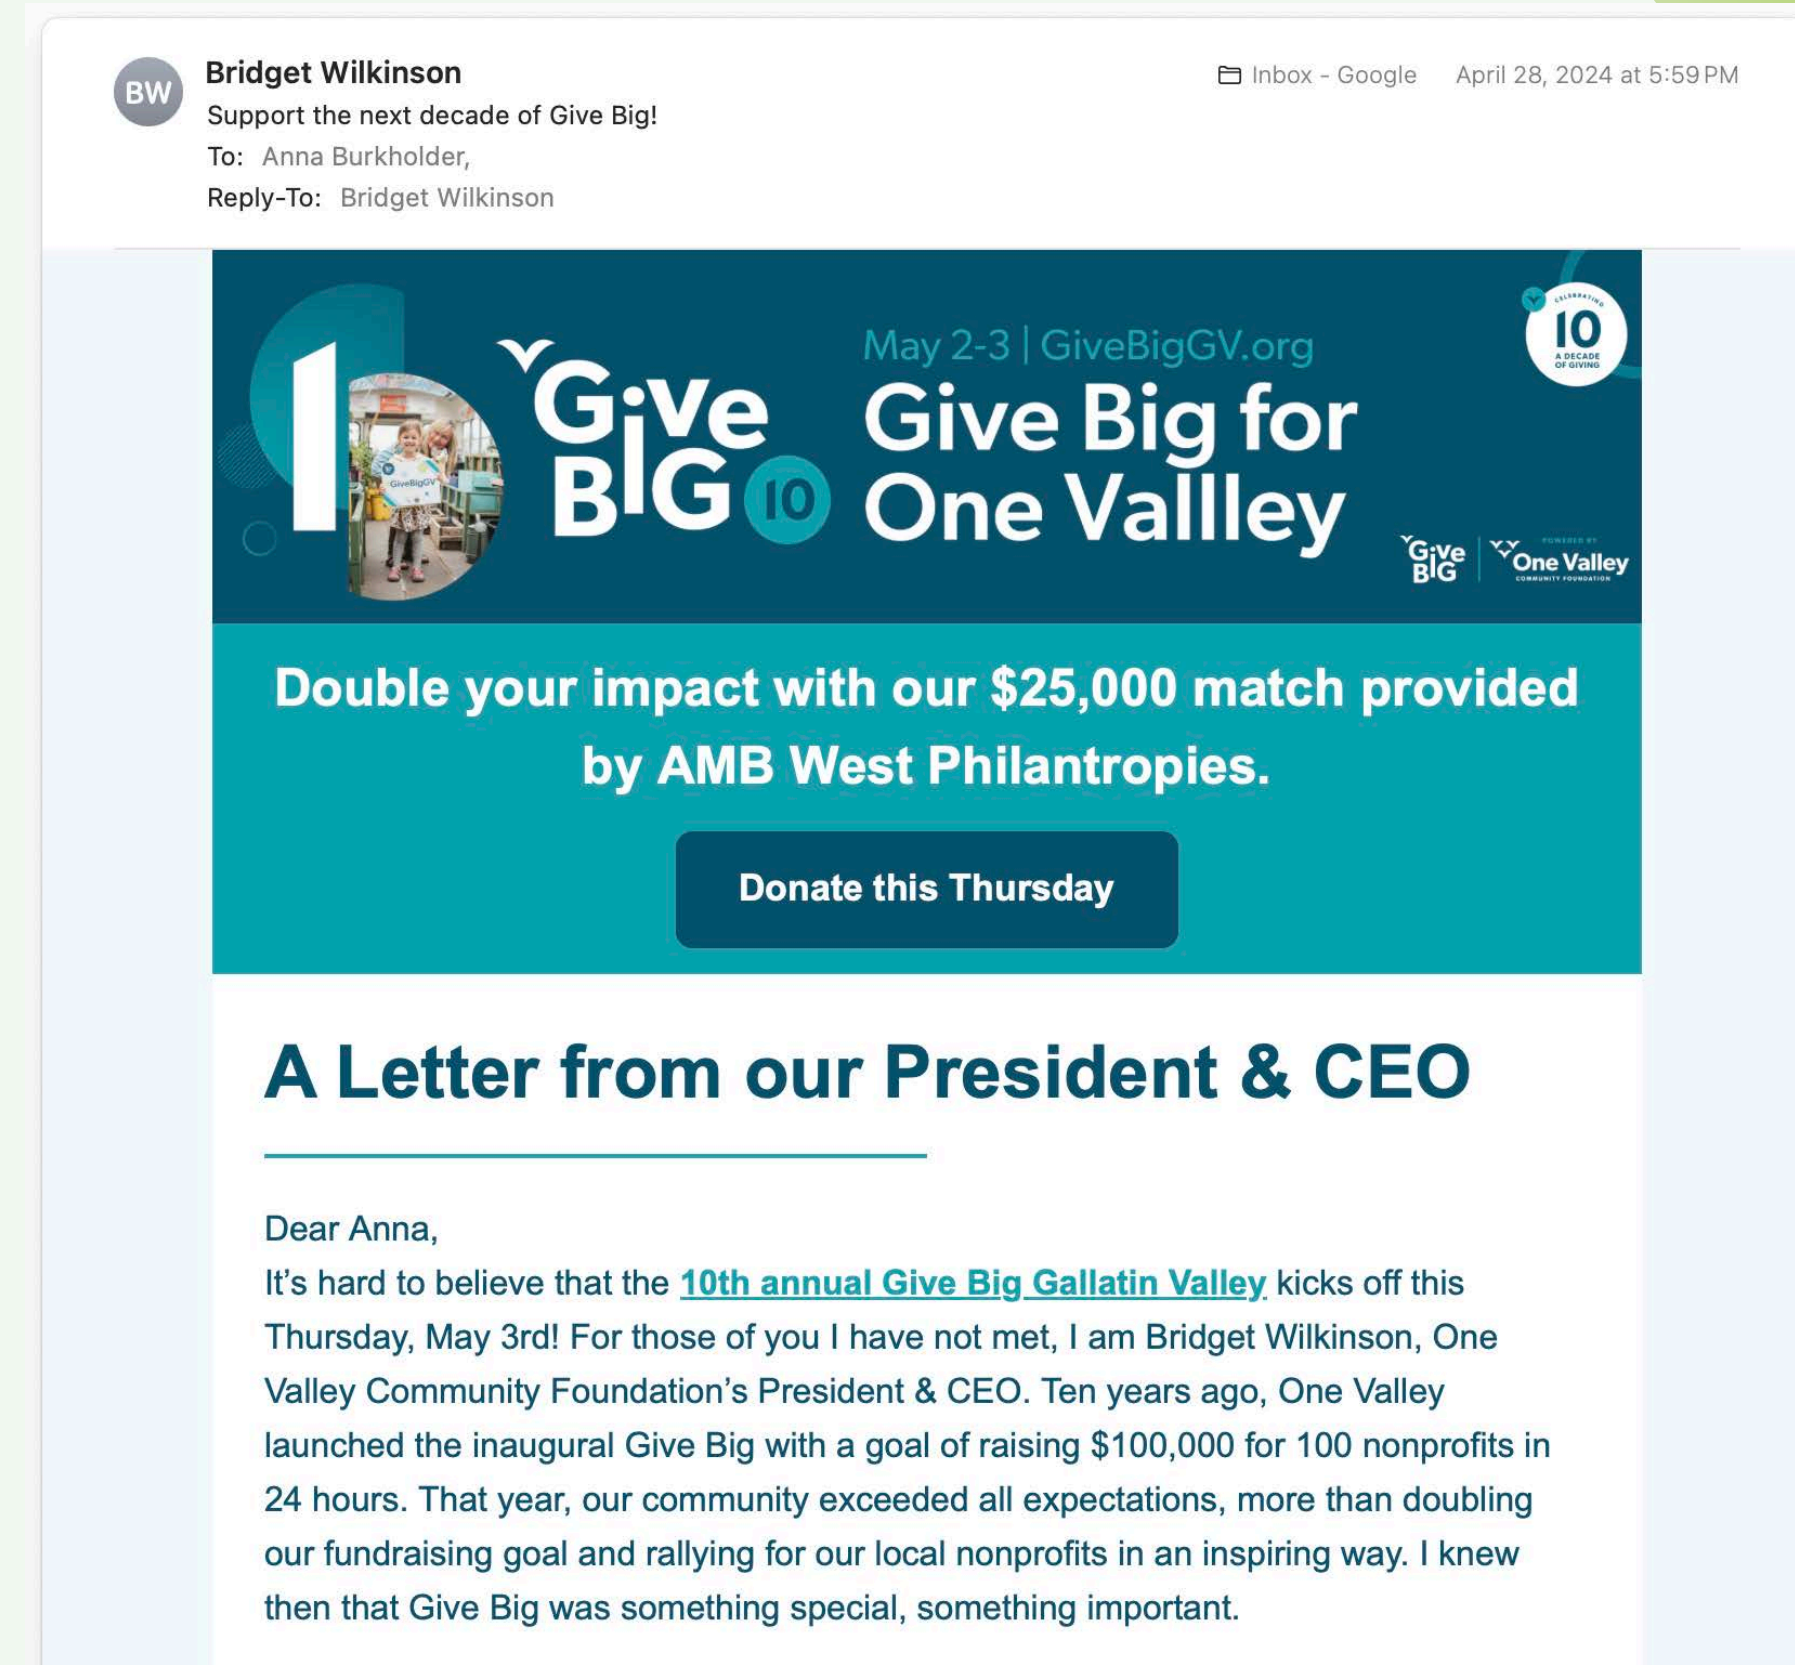 BW
Bridget Wilkinson
Inbox - Google April 28, 2024 at 5:59 PM
Support the next decade of Give Big!
To: Anna Burkholder,
Reply-To: Bridget Wilkinson
10
GiveBigGV
GiVe
BIG 10
May 2-3 | GiveBigGV.org
Give Big for
One Vallley
CELEBRATING
10
A DECADE
OF GIVING
GiVe
BIG
POWERED BY
One Valley
COMMUNITY FOUNDATION
Double your impact with our $25,000 match provided
by AMB West Philantropies.
Donate this Thursday
A Letter from our President & CEO
Dear Anna,
It’s hard to believe that the 10th annual Give Big Gallatin Valley kicks off this
Thursday, May 3rd! For those of you I have not met, I am Bridget Wilkinson, One
Valley Community Foundation’s President & CEO. Ten years ago, One Valley
launched the inaugural Give Big with a goal of raising $100,000 for 100 nonprofits in
24 hours. That year, our community exceeded all expectations, more than doubling
our fundraising goal and rallying for our local nonprofits in an inspiring way. I knew
then that Give Big was something special, something important.